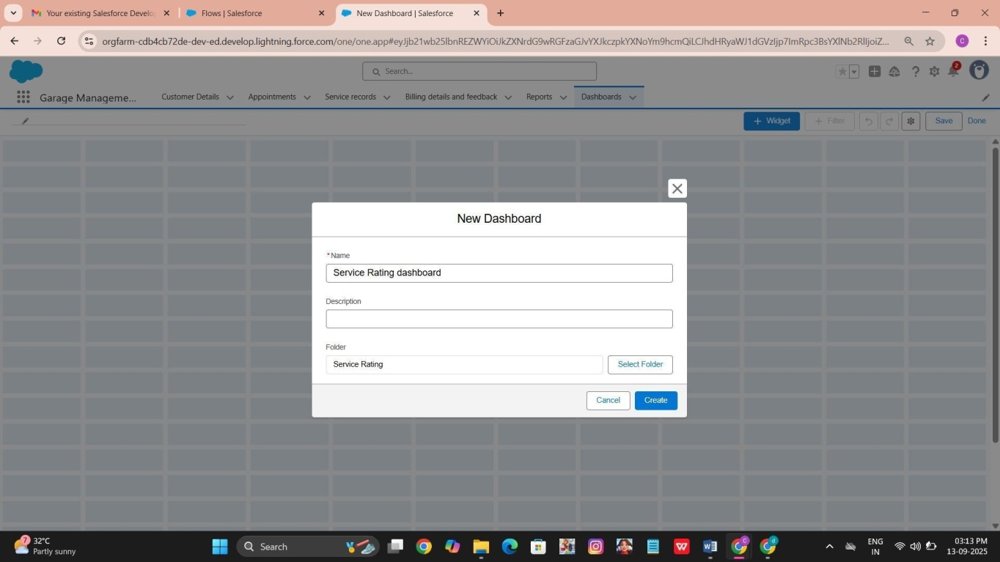 Your existing Salesforce Develo
Flows | Salesforce
New Dashboard | Salesforce
orgfarm-cdb4cb72de-dev-ed.develop.lightning.force.com/one/one.app#eyJjb21wb25lbnREZWYiOiJkZXNrdG9wRGFzaGJvYXJkczpkYXNoYm9hcmQiLCJhdHRyaWJ1dGVzIjp7ImRpc3BsYXlNb2RlIjoiZ...
C
Search...
2
Garage Manageme...
Customer Details
Appointments
Service records
Billing details and feedback
Reports
Dashboards
+ Widget
+ Filter
Save
Done
New Dashboard
*Name
Service Rating dashboard
Description
Folder
Service Rating
Select Folder
Cancel
Create
7
32°C
Partly sunny
Search
ENG
IN
03:13 PM
13-09-2025